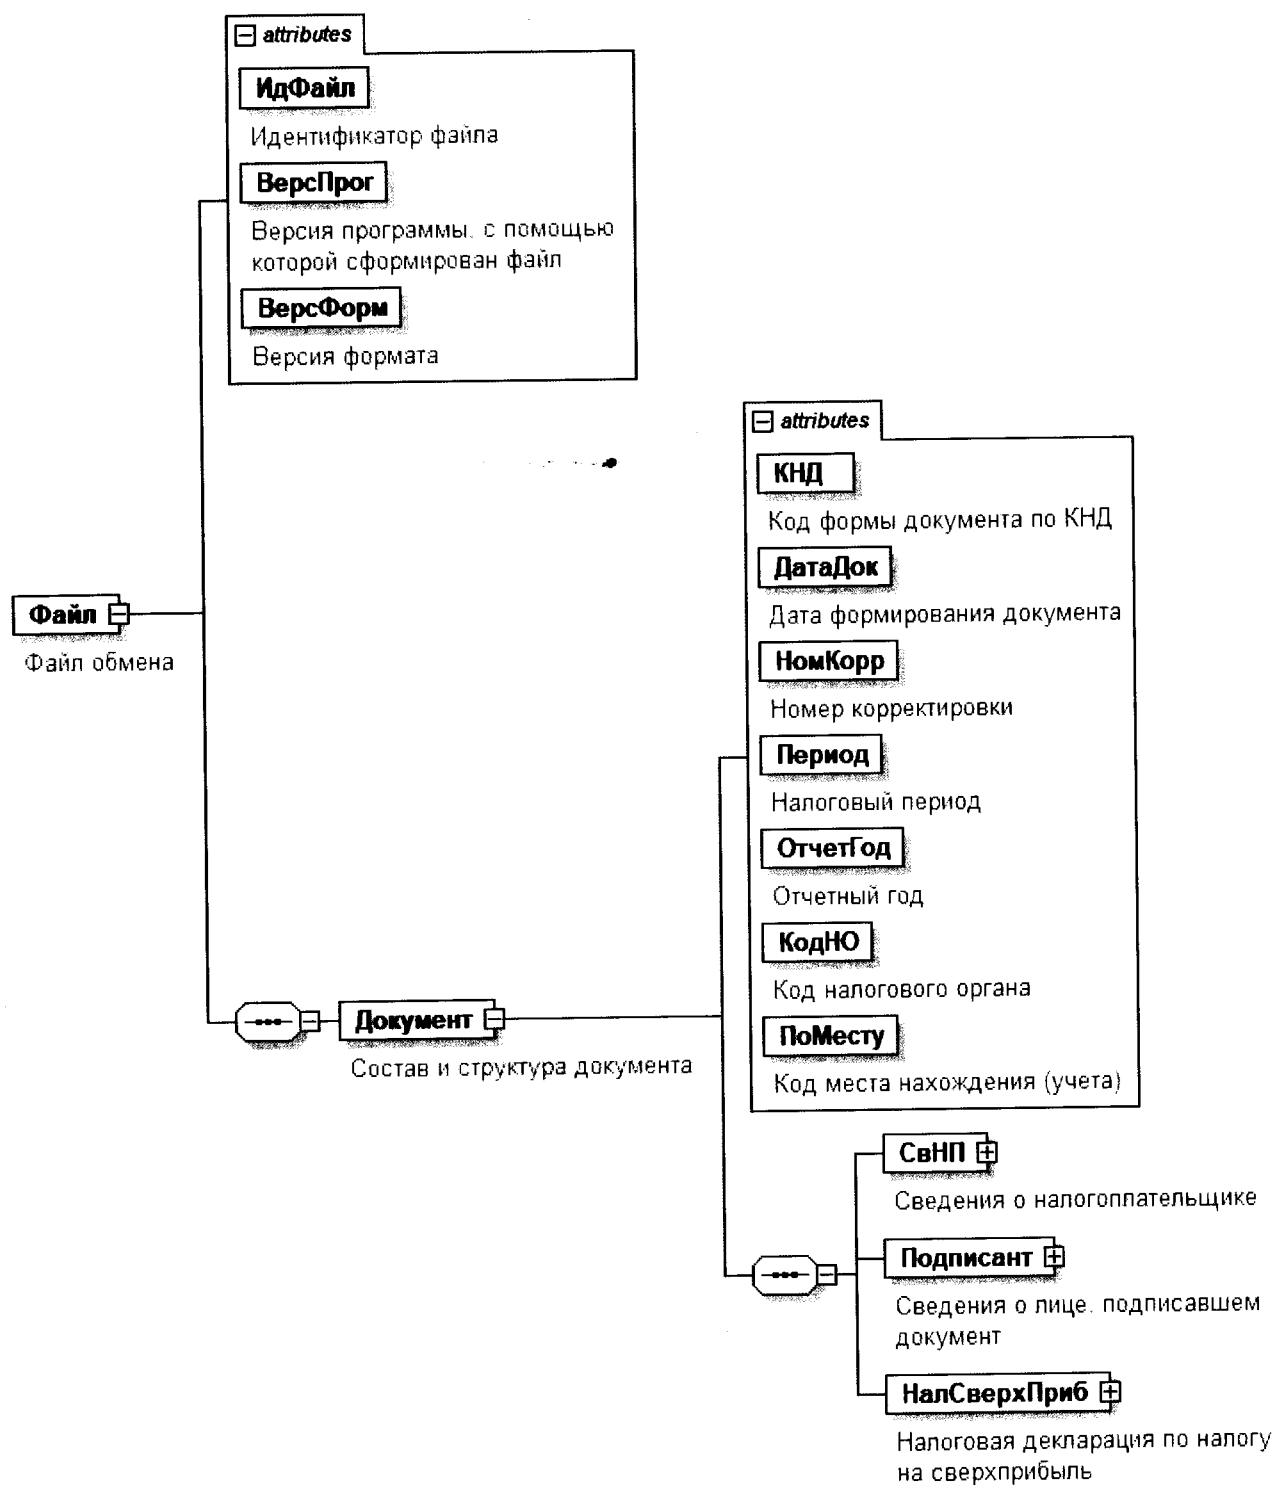 attributes
ИдФайл
Идентификатор файла
ВерсПрог
Версия программы, с помощью
которой сформирован файл
ВерсФорм
Версия формата
Файл
Файл обмена
Документ
Состав и структура документа
attributes
КНД
Код формы документа по КНД
ДатаДок
Дата формирования документа
НомКорр
Номер корректировки
Период
Налоговый период
ОтчетГод
Отчетный год
КодНО
Код налогового органа
ПоМесту
Код места нахождения (учета)
СвНП
Сведения о налогоплательщике
Подписант
Сведения о лице, подписавшем
документ
НалСверхПриб
Налоговая декларация по налогу
на сверхприбыль